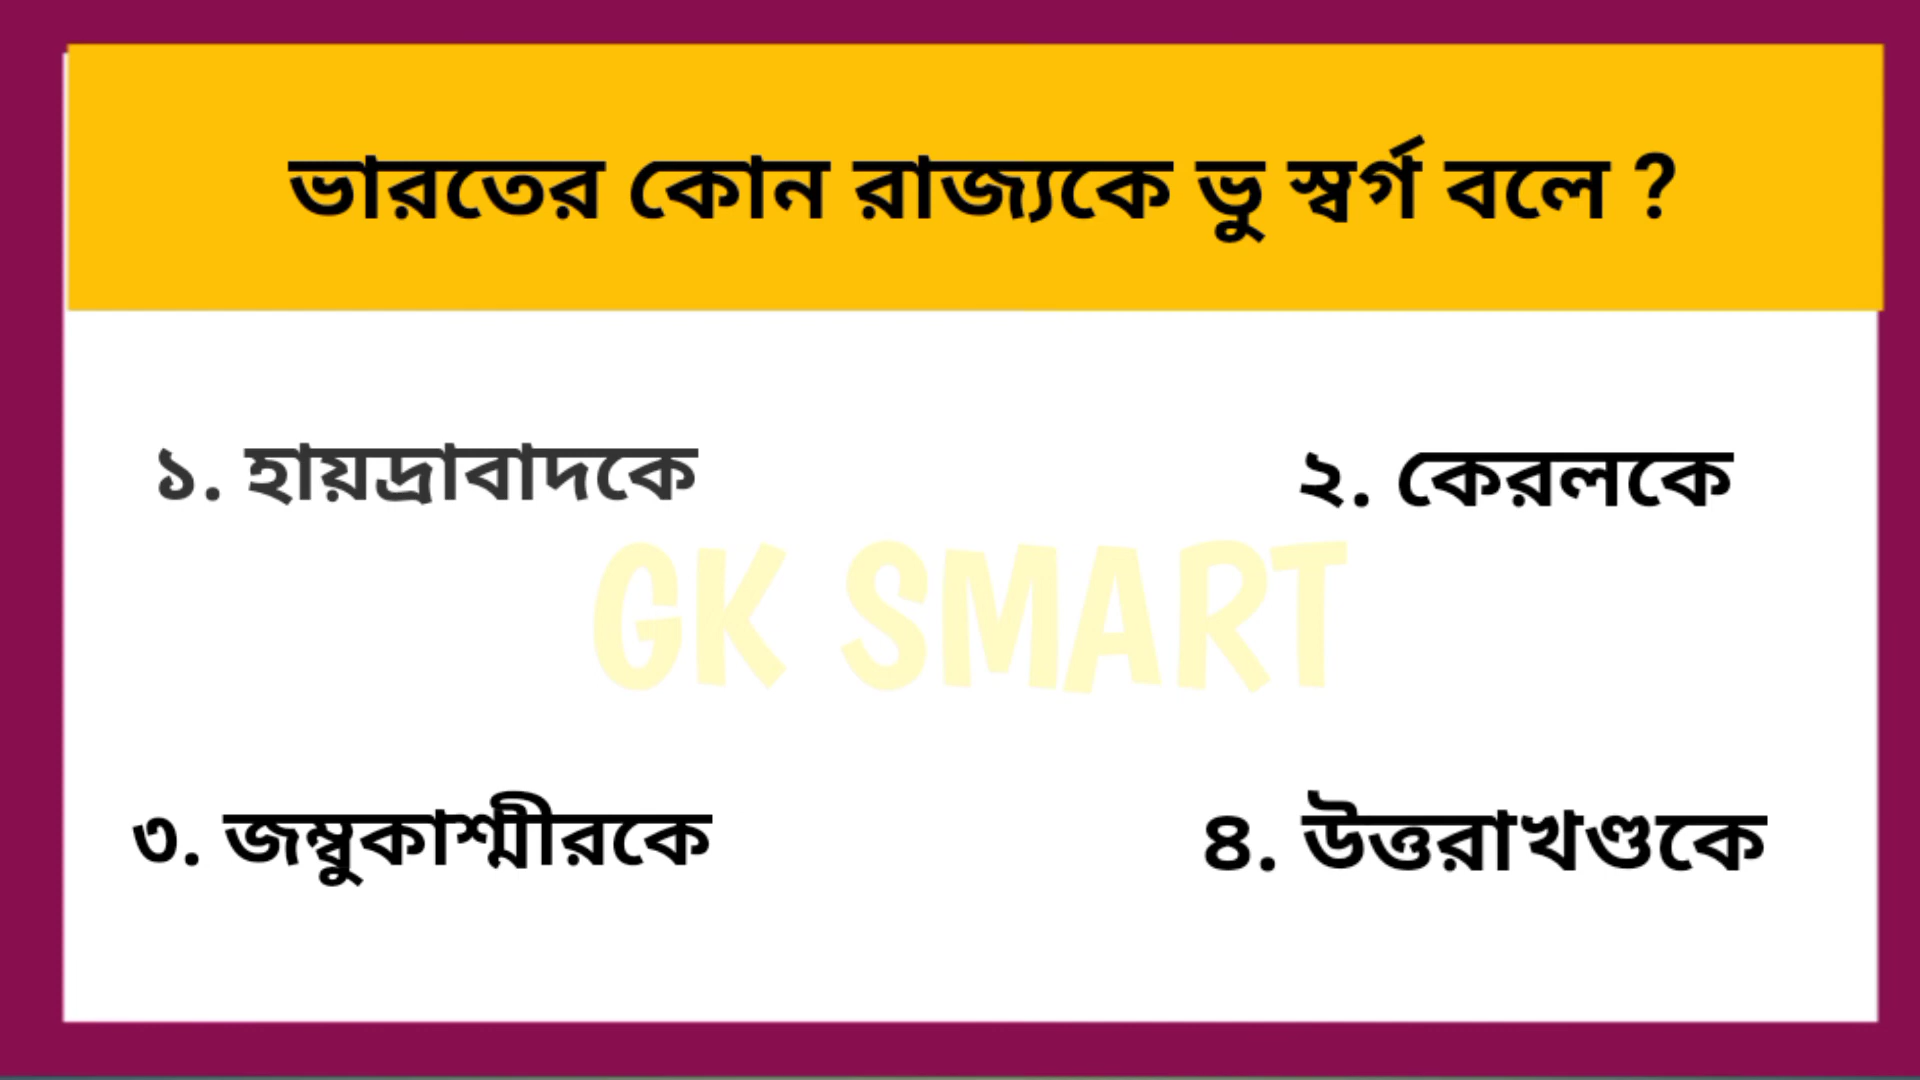 ভারতের কোন রাজ্যকে ভু স্বর্গ বলে ?
১. হায়দ্রাবাদকে
২. কেরলকে
GK SMART
৩. জম্বুকাশ্মীরকে
৪. উত্তরাখণ্ডকে